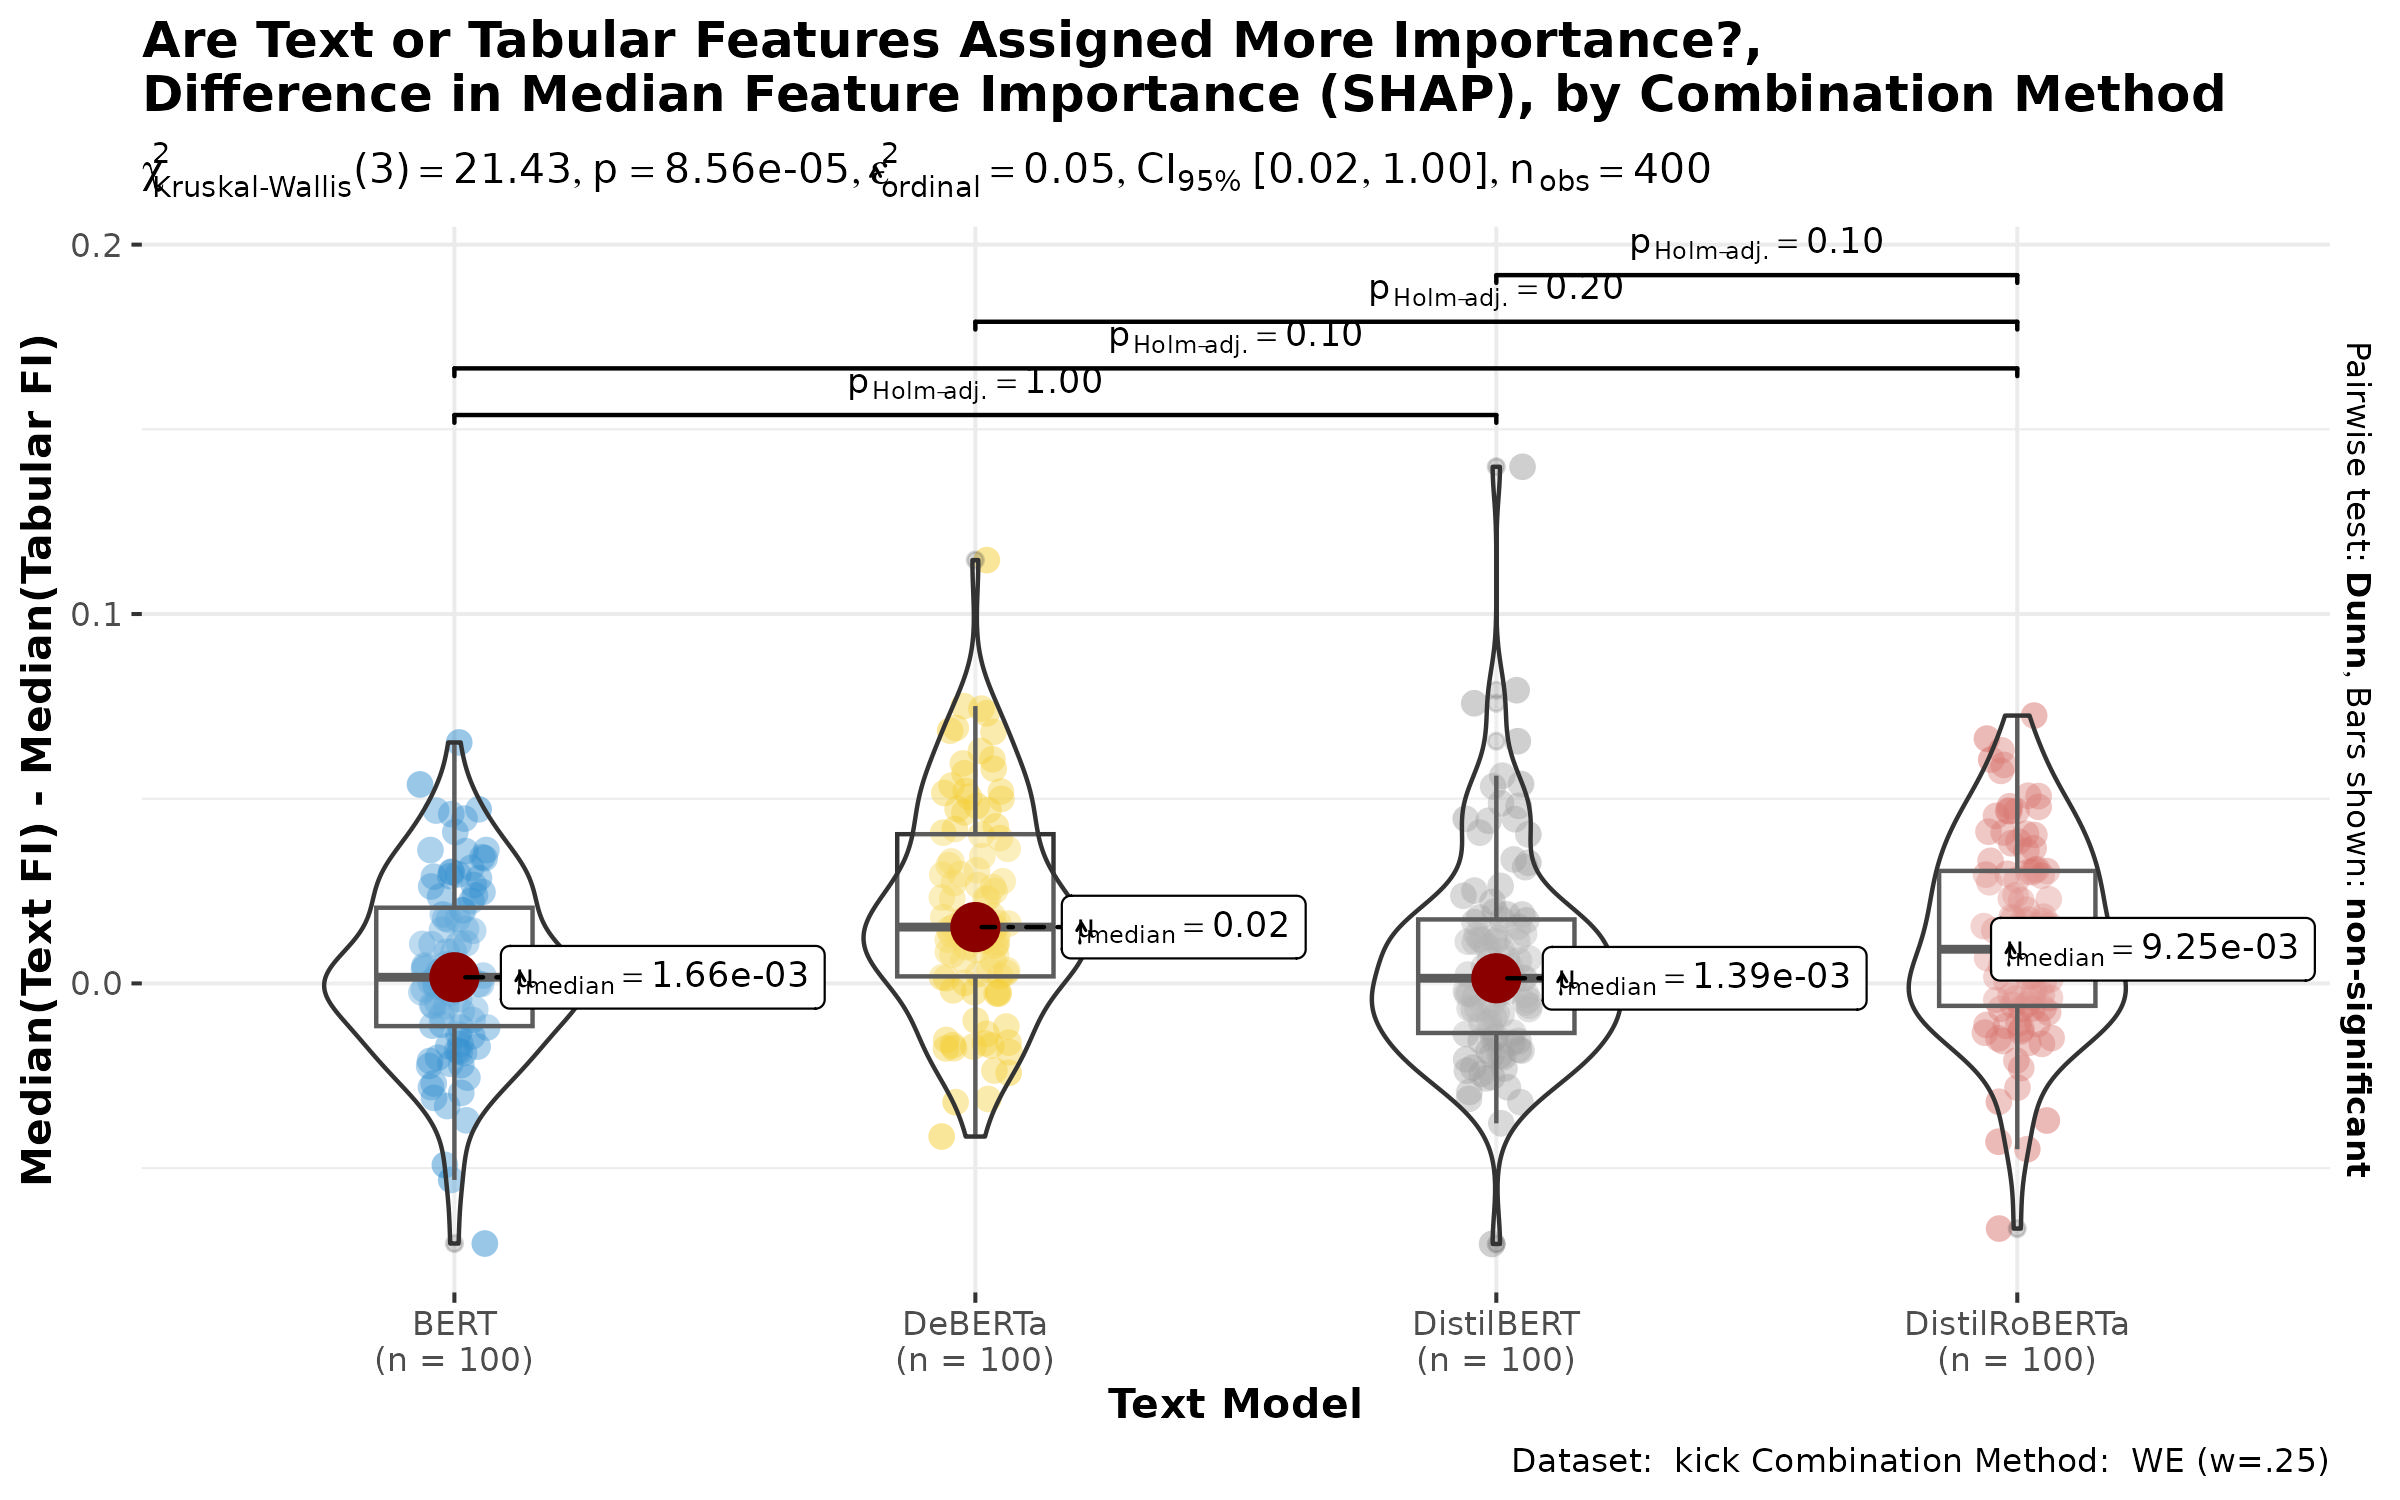 Are Text or Tabular Features Assigned More Importance?,
Difference in Median Feature Importance (SHAP), by Combination Method
χ²Kruskal-Wallis(3) = 21.43, p = 8.56e-05, ε̂²ordinal = 0.05, CI95% [0.02, 1.00], nobs = 400
pHolm-adj. = 0.10
pHolm-adj. = 0.20
pHolm-adj. = 0.10
pHolm-adj. = 1.00
0.2
0.1
0.0
Median(Text FI) - Median(Tabular FI)
Pairwise test: Dunn, Bars shown: non-significant
μ̂median = 1.66e-03
μ̂median = 0.02
μ̂median = 1.39e-03
μ̂median = 9.25e-03
BERT
(n = 100)
DeBERTa
(n = 100)
DistilBERT
(n = 100)
DistilRoBERTa
(n = 100)
Text Model
Dataset:  kick Combination Method:  WE (w=.25)